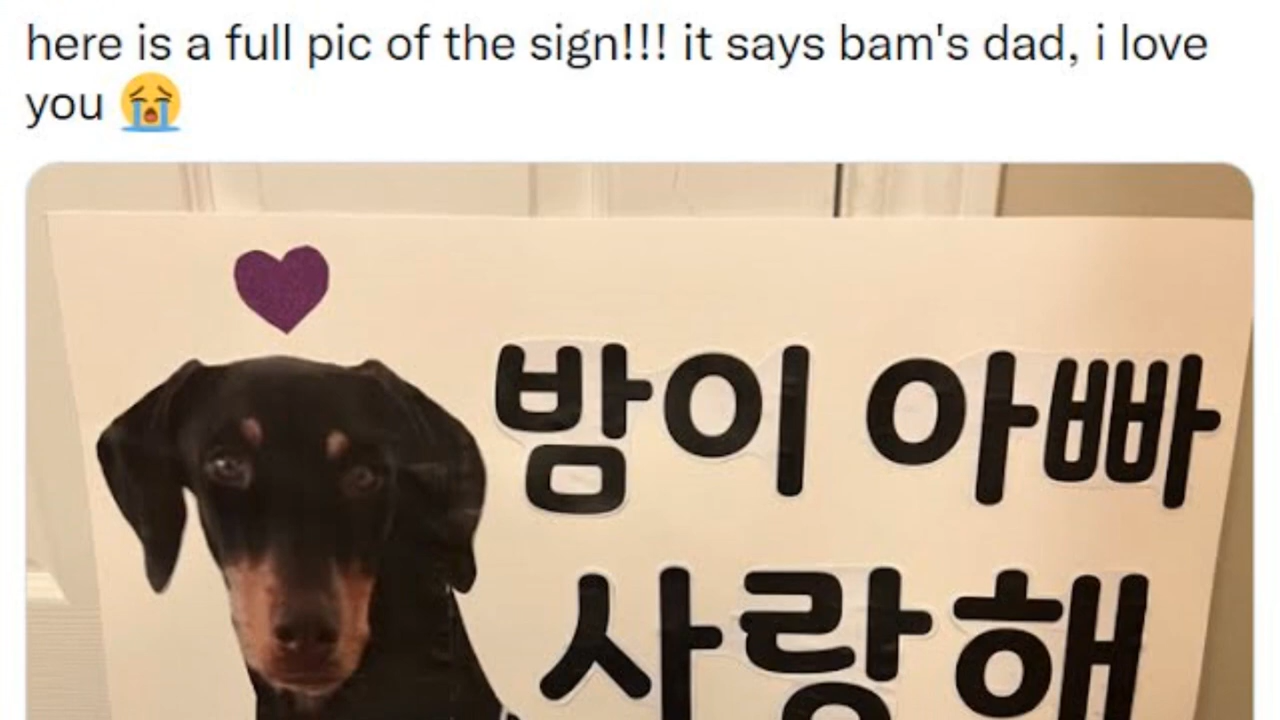 here is a full pic of the sign!!! it says bam's dad, i love
you 😭
밤이 아빠
사랑해